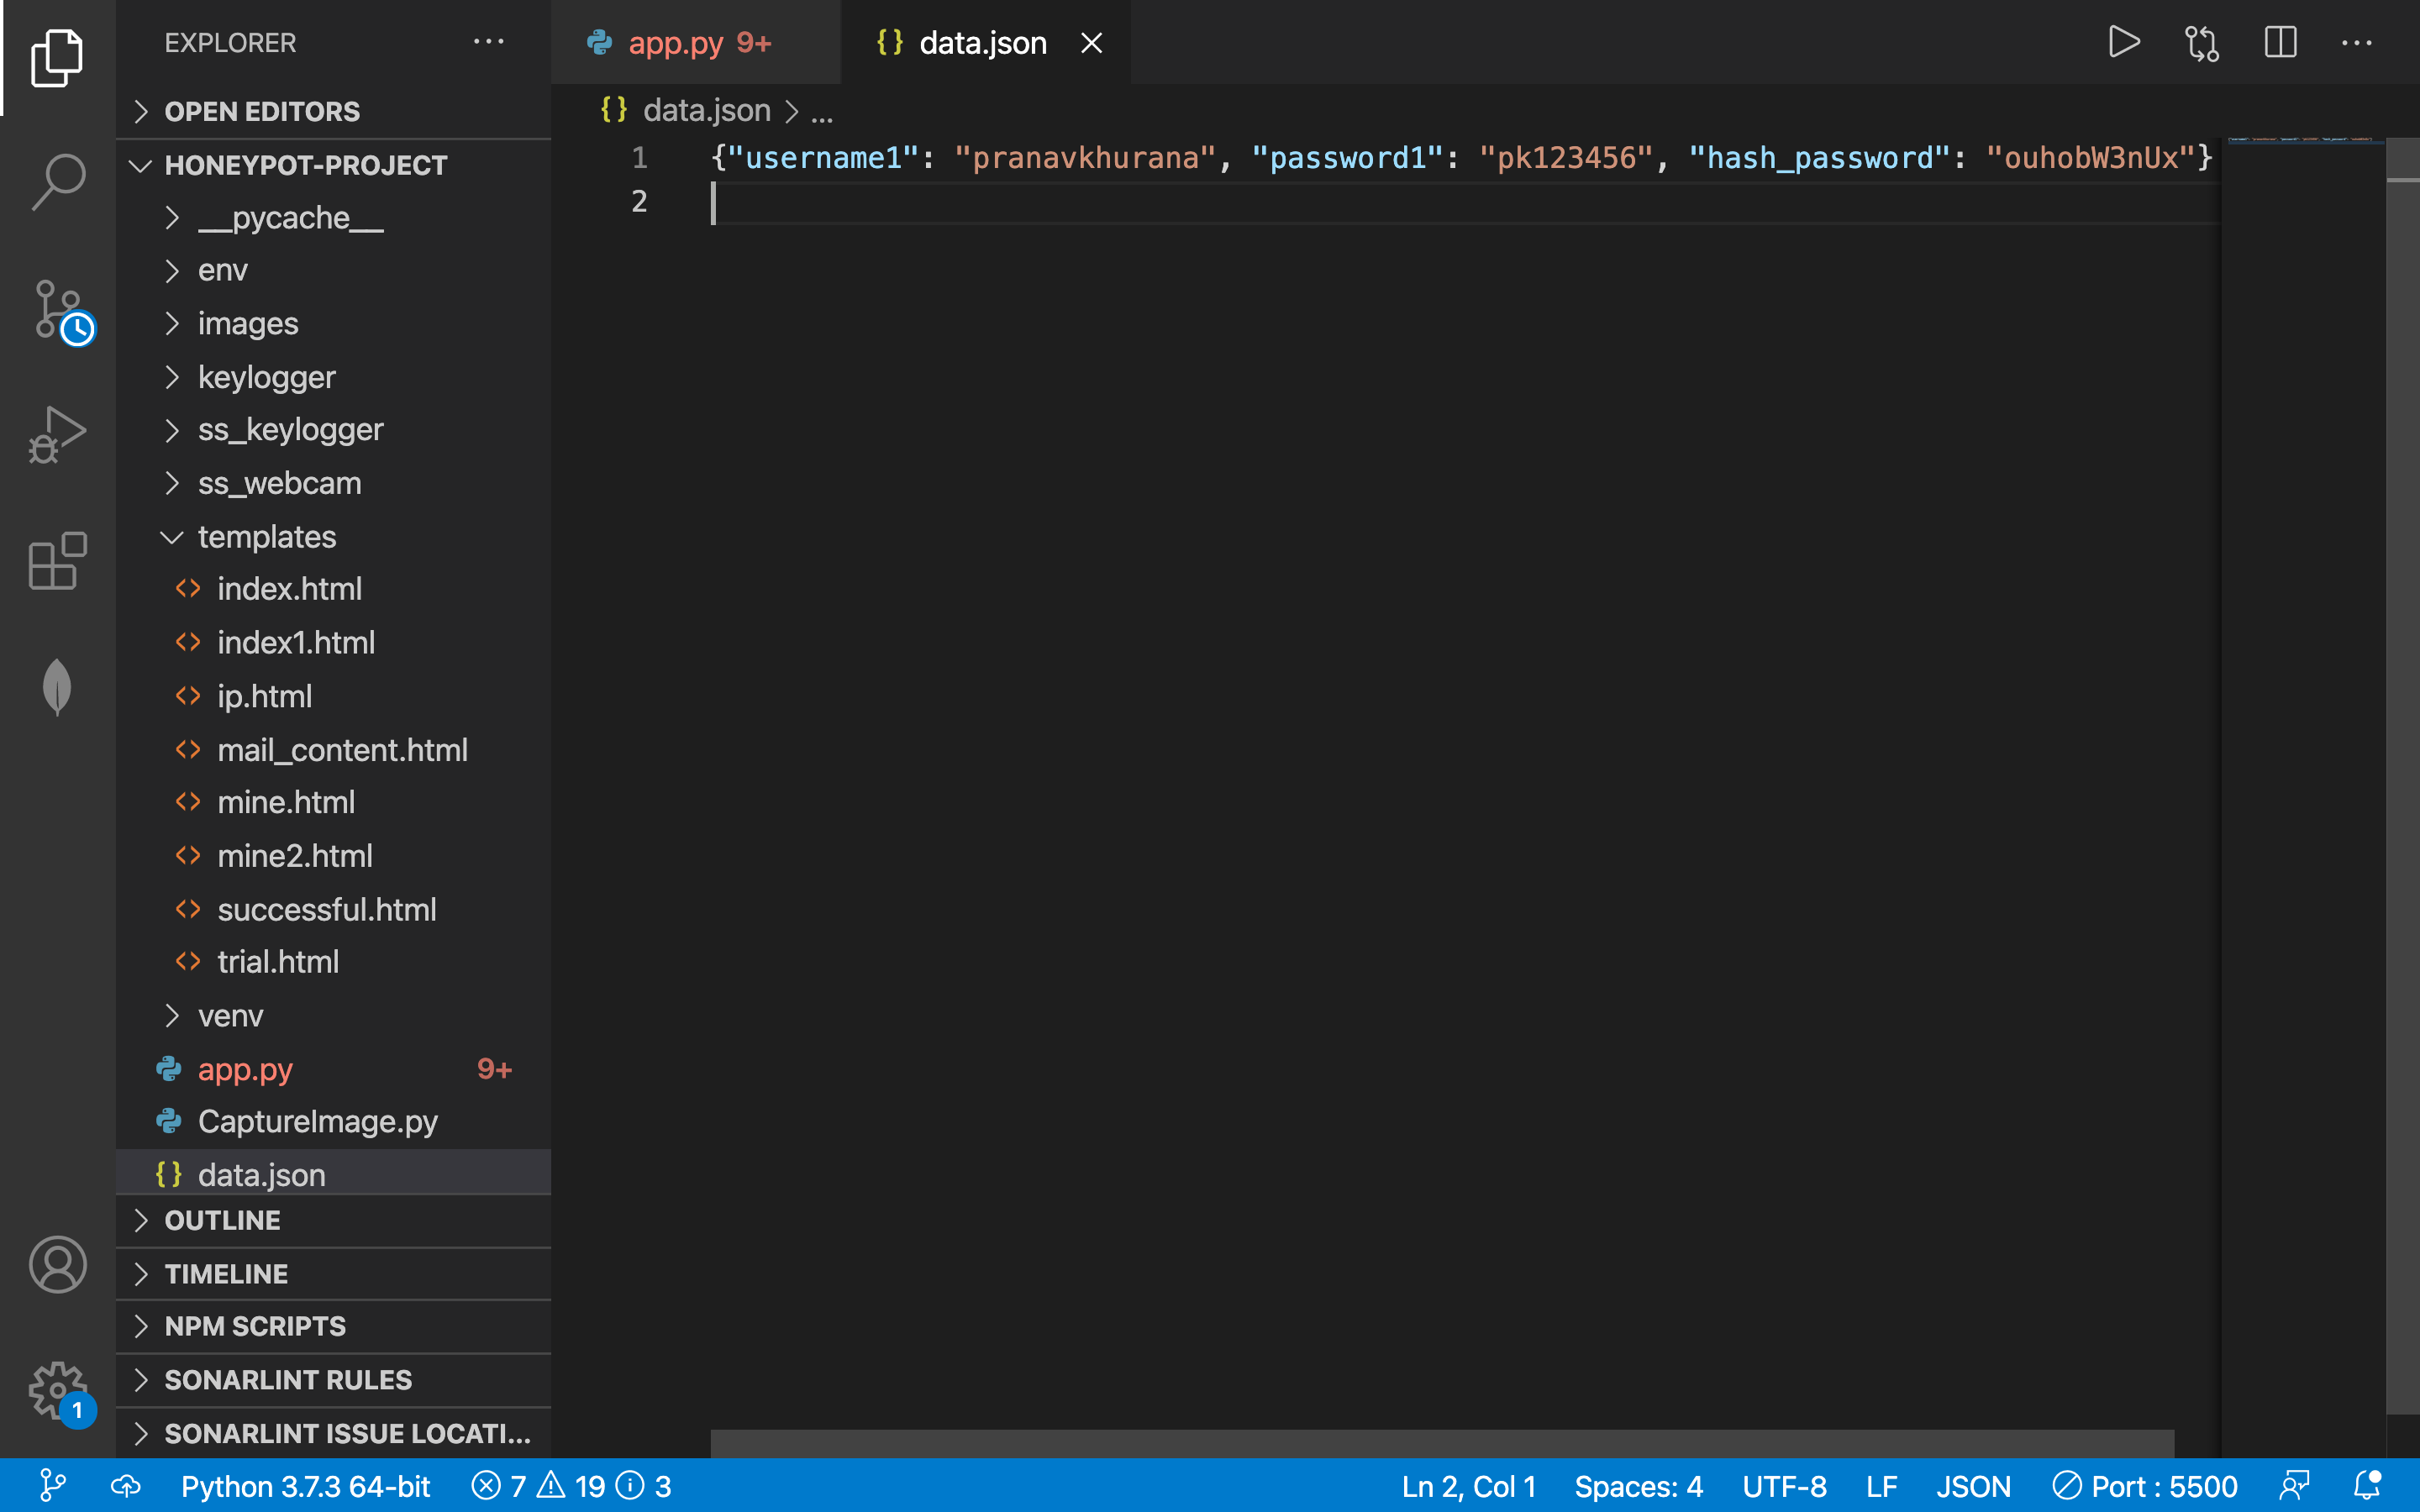 EXPLORER
OPEN EDITORS
HONEYPOT-PROJECT
__pycache__
env
images
keylogger
ss_keylogger
ss_webcam
templates
index.html
index1.html
ip.html
mail_content.html
mine.html
mine2.html
successful.html
trial.html
venv
app.py 9+
CaptureImage.py
{} data.json
OUTLINE
TIMELINE
NPM SCRIPTS
SONARLINT RULES
SONARLINT ISSUE LOCATI...
1
app.py 9+ {} data.json
{} data.json > ...
1 {"username1": "pranavkhurana", "password1": "pk123456", "hash_password": "ouhobW3nUx"}
2
Python 3.7.3 64-bit 7 19 3 Ln 2, Col 1 Spaces: 4 UTF-8 LF JSON Port : 5500